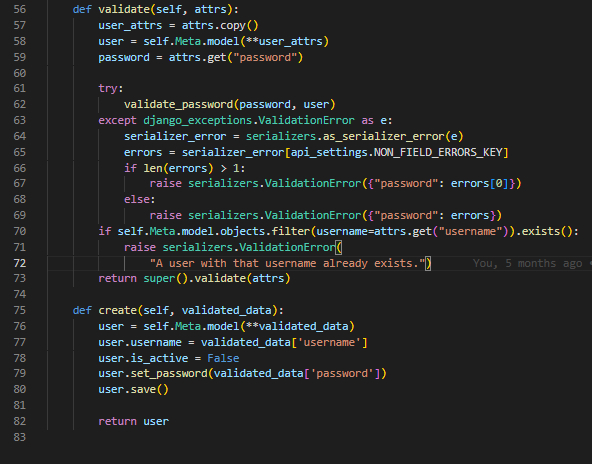 56 def validate(self, attrs):
57 user_attrs = attrs.copy()
58 user = self.Meta.model(**user_attrs)
59 password = attrs.get("password")
60
61 try:
62 validate_password(password, user)
63 except django_exceptions.ValidationError as e:
64 serializer_error = serializers.as_serializer_error(e)
65 errors = serializer_error[api_settings.NON_FIELD_ERRORS_KEY]
66 if len(errors) > 1:
67 raise serializers.ValidationError({"password": errors[0]})
68 else:
69 raise serializers.ValidationError({"password": errors})
70 if self.Meta.model.objects.filter(username=attrs.get("username")).exists():
71 raise serializers.ValidationError(
72 "A user with that username already exists.") You, 5 months ago •
73 return super().validate(attrs)
74
75 def create(self, validated_data):
76 user = self.Meta.model(**validated_data)
77 user.username = validated_data['username']
78 user.is_active = False
79 user.set_password(validated_data['password'])
80 user.save()
81
82 return user
83